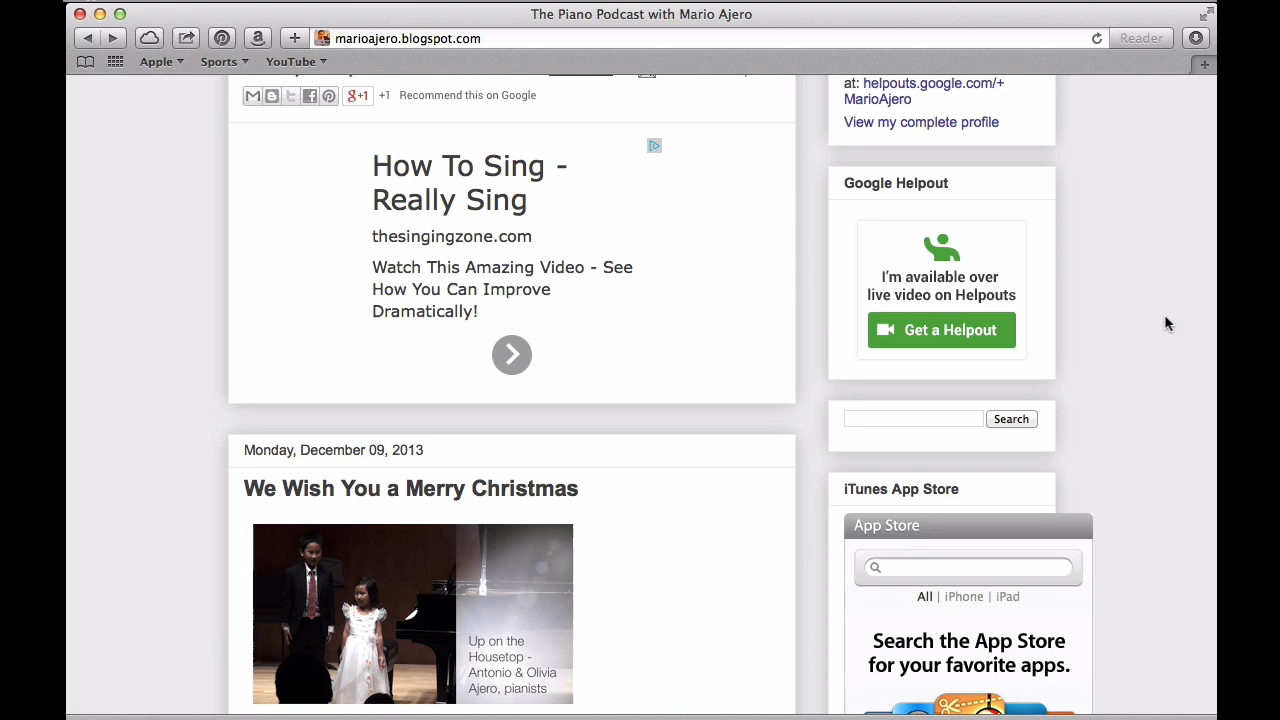 The Piano Podcast with Mario Ajero
marioajero.blogspot.com
Reader
Apple
Sports
YouTube
g+1 +1 Recommend this on Google
How To Sing -
Really Sing
thesingingzone.com
Watch This Amazing Video - See
How You Can Improve
Dramatically!
Monday, December 09, 2013
We Wish You a Merry Christmas
Up on the
Housetop -
Antonio & Olivia
Ajero, pianists
at: helpouts.google.com/+
MarioAjero
View my complete profile
Google Helpout
I'm available over
live video on Helpouts
Get a Helpout
Search
iTunes App Store
App Store
All | iPhone | iPad
Search the App Store
for your favorite apps.